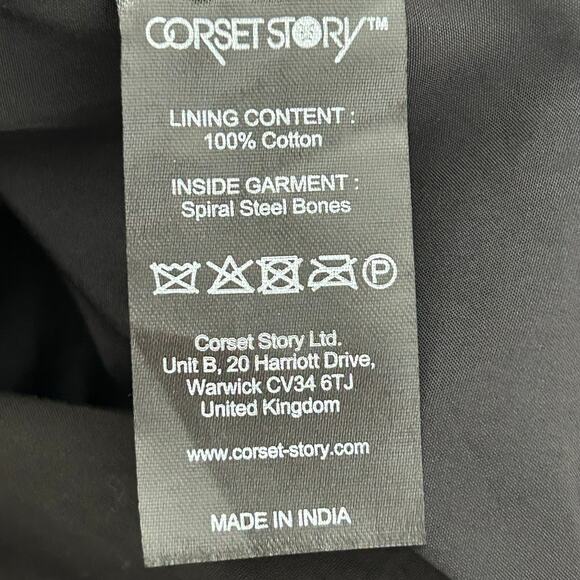 CORSET STORY™
LINING CONTENT :
100% Cotton
INSIDE GARMENT :
Spiral Steel Bones
P
Corset Story Ltd.
Unit B, 20 Harriott Drive,
Warwick CV34 6TJ
United Kingdom
www.corset-story.com
MADE IN INDIA